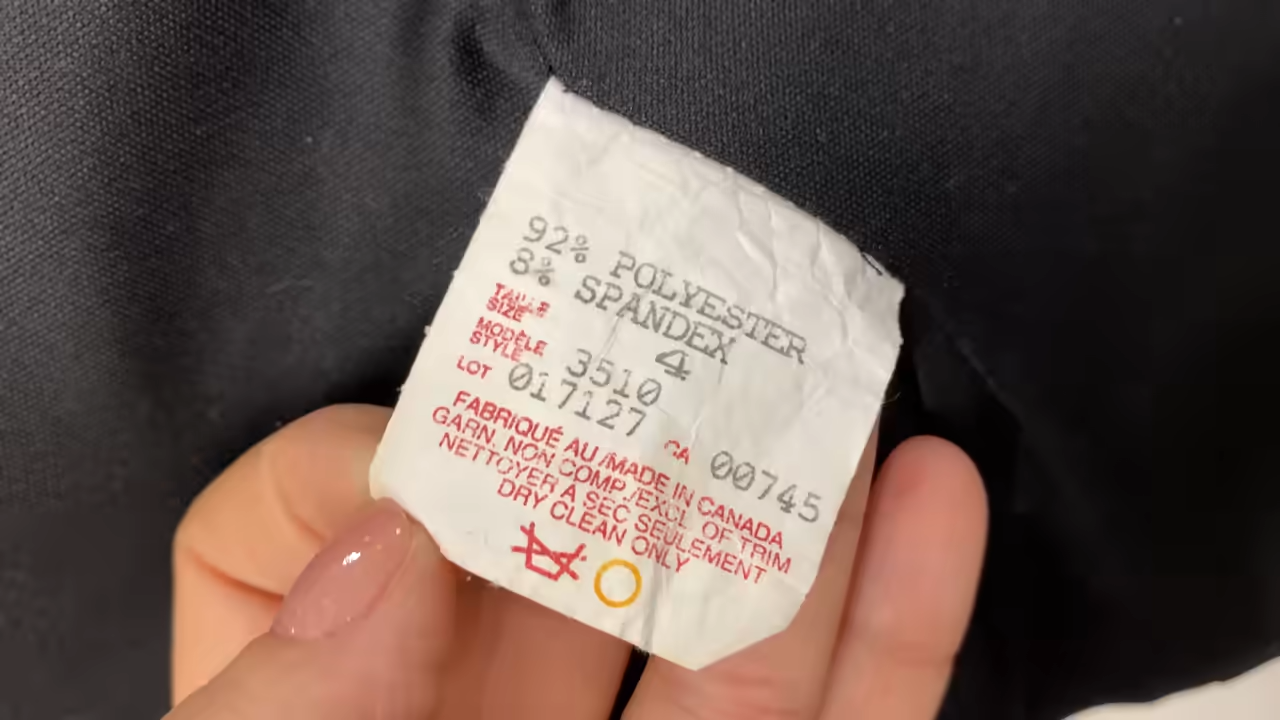 92% POLYESTER
8% SPANDEX
TAILLE
SIZE 4
MODÈLE
STYLE 3510
LOT 017127 CA 00745
FABRIQUÉ AU /MADE IN CANADA
GARN. NON COMP./EXCL. OF TRIM
NETTOYER A SEC SEULEMENT
DRY CLEAN ONLY